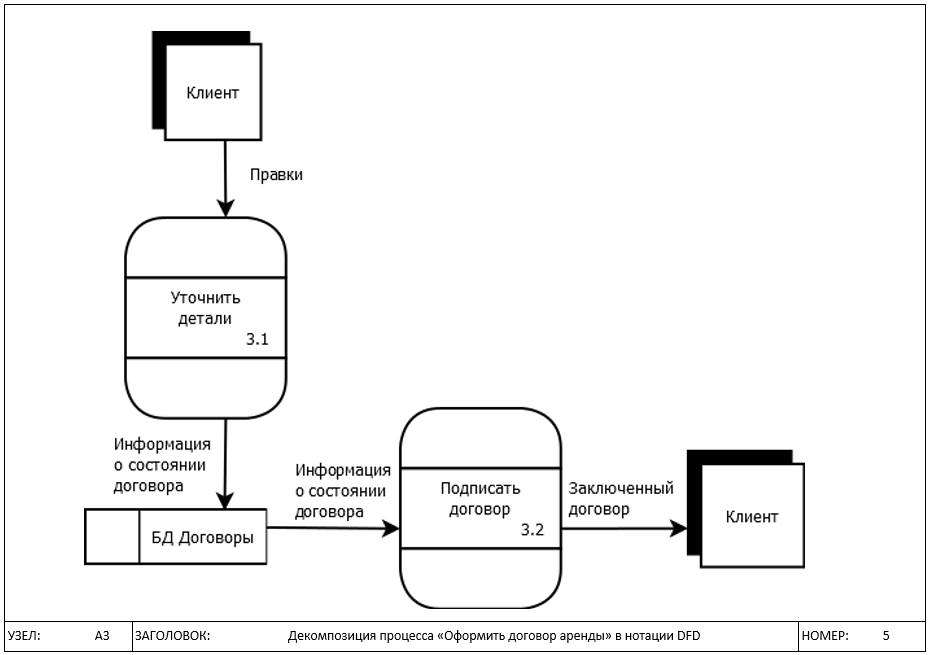 Клиент
Правки
Уточнить
детали
3.1
Информация
о состоянии
договора
БД Договоры
Информация
о состоянии
договора
Подписать
договор
3.2
Заключенный
договор
Клиент
УЗЕЛ: А3 ЗАГОЛОВОК: Декомпозиция процесса «Оформить договор аренды» в нотации DFD НОМЕР: 5